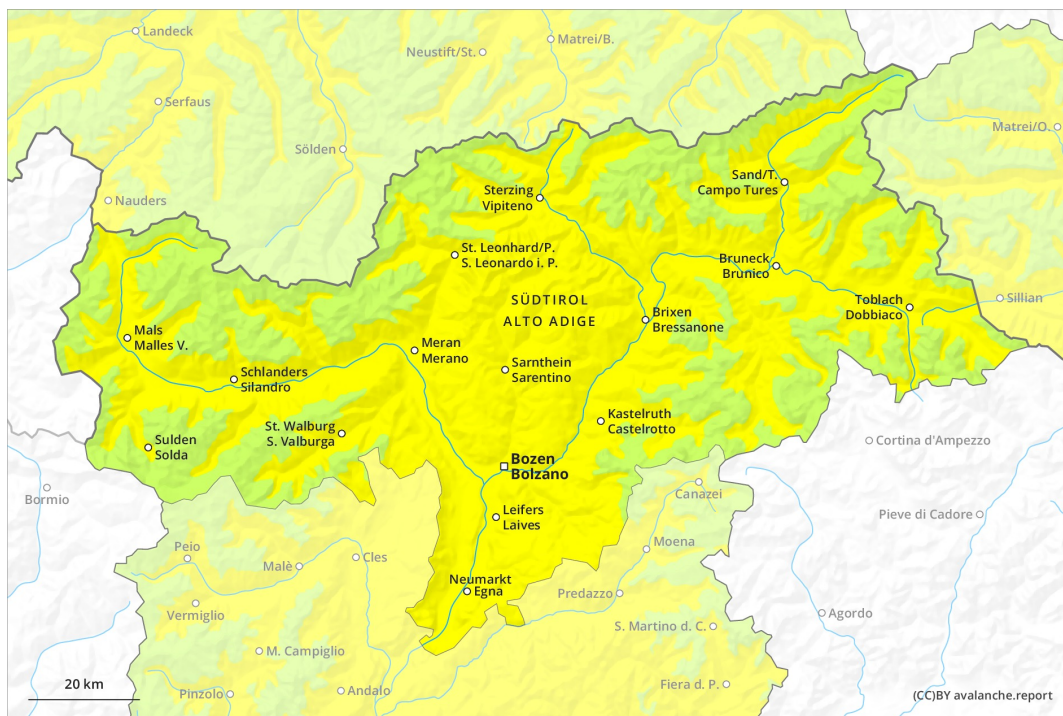 Landeck
Matrei/B.
Neustift/St.
Serfaus
Matrei/O.
Sölden
Sand/T.
Campo Tures
Sterzing
Vipiteno
Nauders
St. Leonhard/P.
S. Leonardo i. P.
Bruneck
Brunico
SÜDTIROL
ALTO ADIGE
Toblach
Dobbiaco
Sillian
Brixen
Bressanone
Mals
Malles V.
Meran
Merano
Sarnthein
Sarentino
Schlanders
Silandro
Kastelruth
Castelrotto
St. Walburg
S. Valburga
Sulden
Solda
Cortina d'Ampezzo
Bozen
Bolzano
Bormio
Canazei
Leifers
Laives
Pieve di Cadore
Moena
Peio
Cles
Malè
Neumarkt
Egna
Predazzo
Vermiglio
Agordo
S. Martino d. C.
M. Campiglio
20 km
Pinzolo
Andalo
Fiera d. P.
(CC)BY avalanche.report